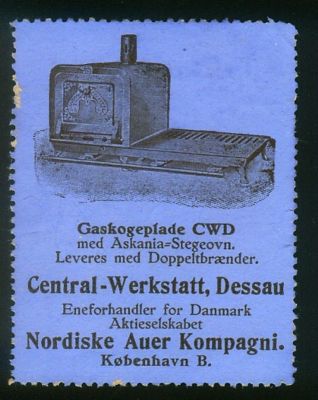 Gaskogeplade CWD
med Askania-Stegeovn.
Leveres med Doppeltbrænder.
Central-Werkstatt, Dessau
Eneforhandler for Danmark
Aktieselskabet
Nordiske Auer Kompagni.
København B.